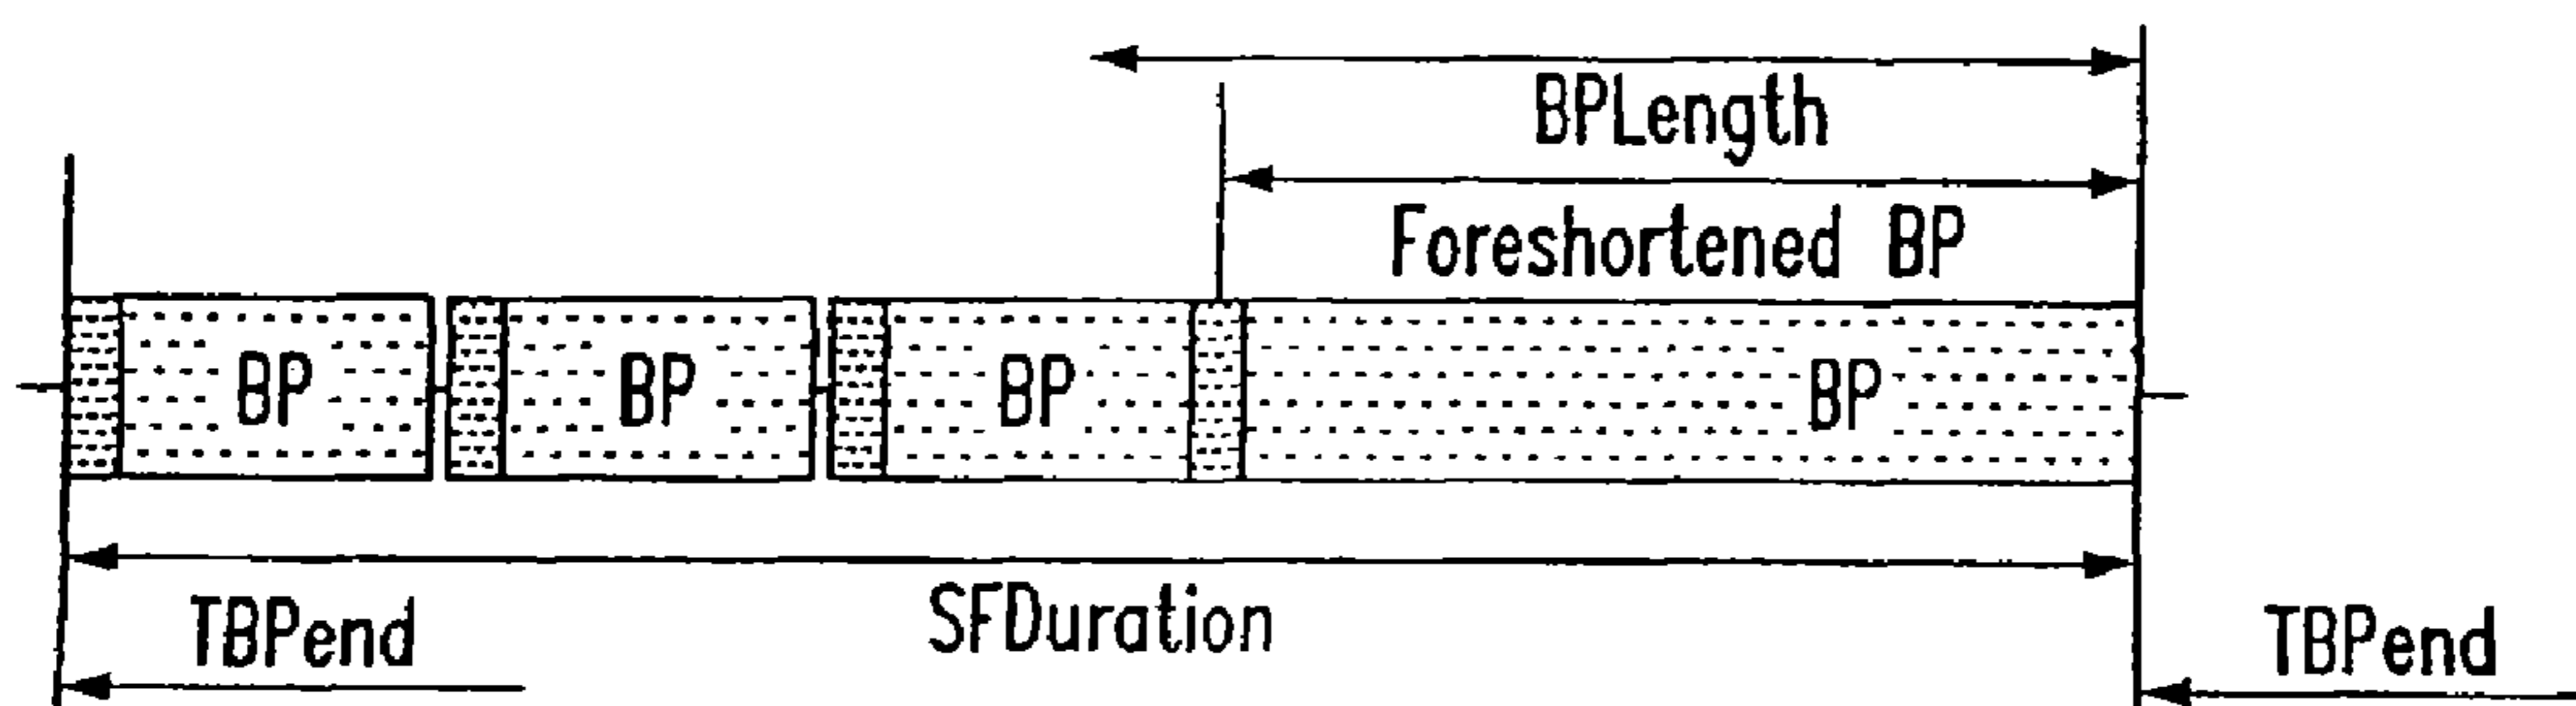 BPLength
Foreshortened BP
BP BP BP BP
SFDuration
TBPend TBPend